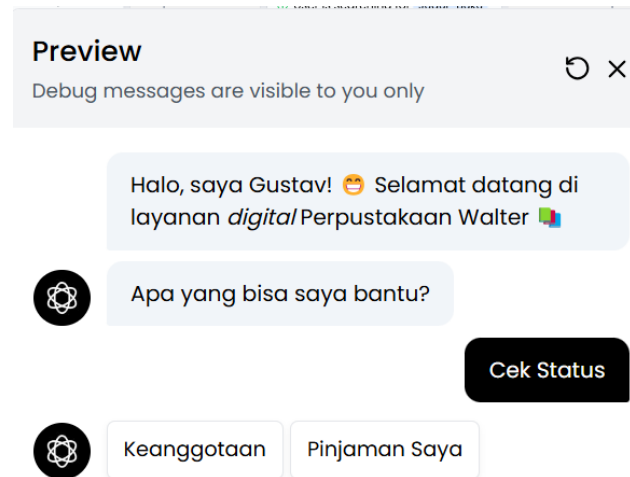 Preview
Debug messages are visible to you only
Halo, saya Gustav! 😁 Selamat datang di
layanan digital Perpustakaan Walter 📚
Apa yang bisa saya bantu?
Cek Status
Keanggotaan
Pinjaman Saya